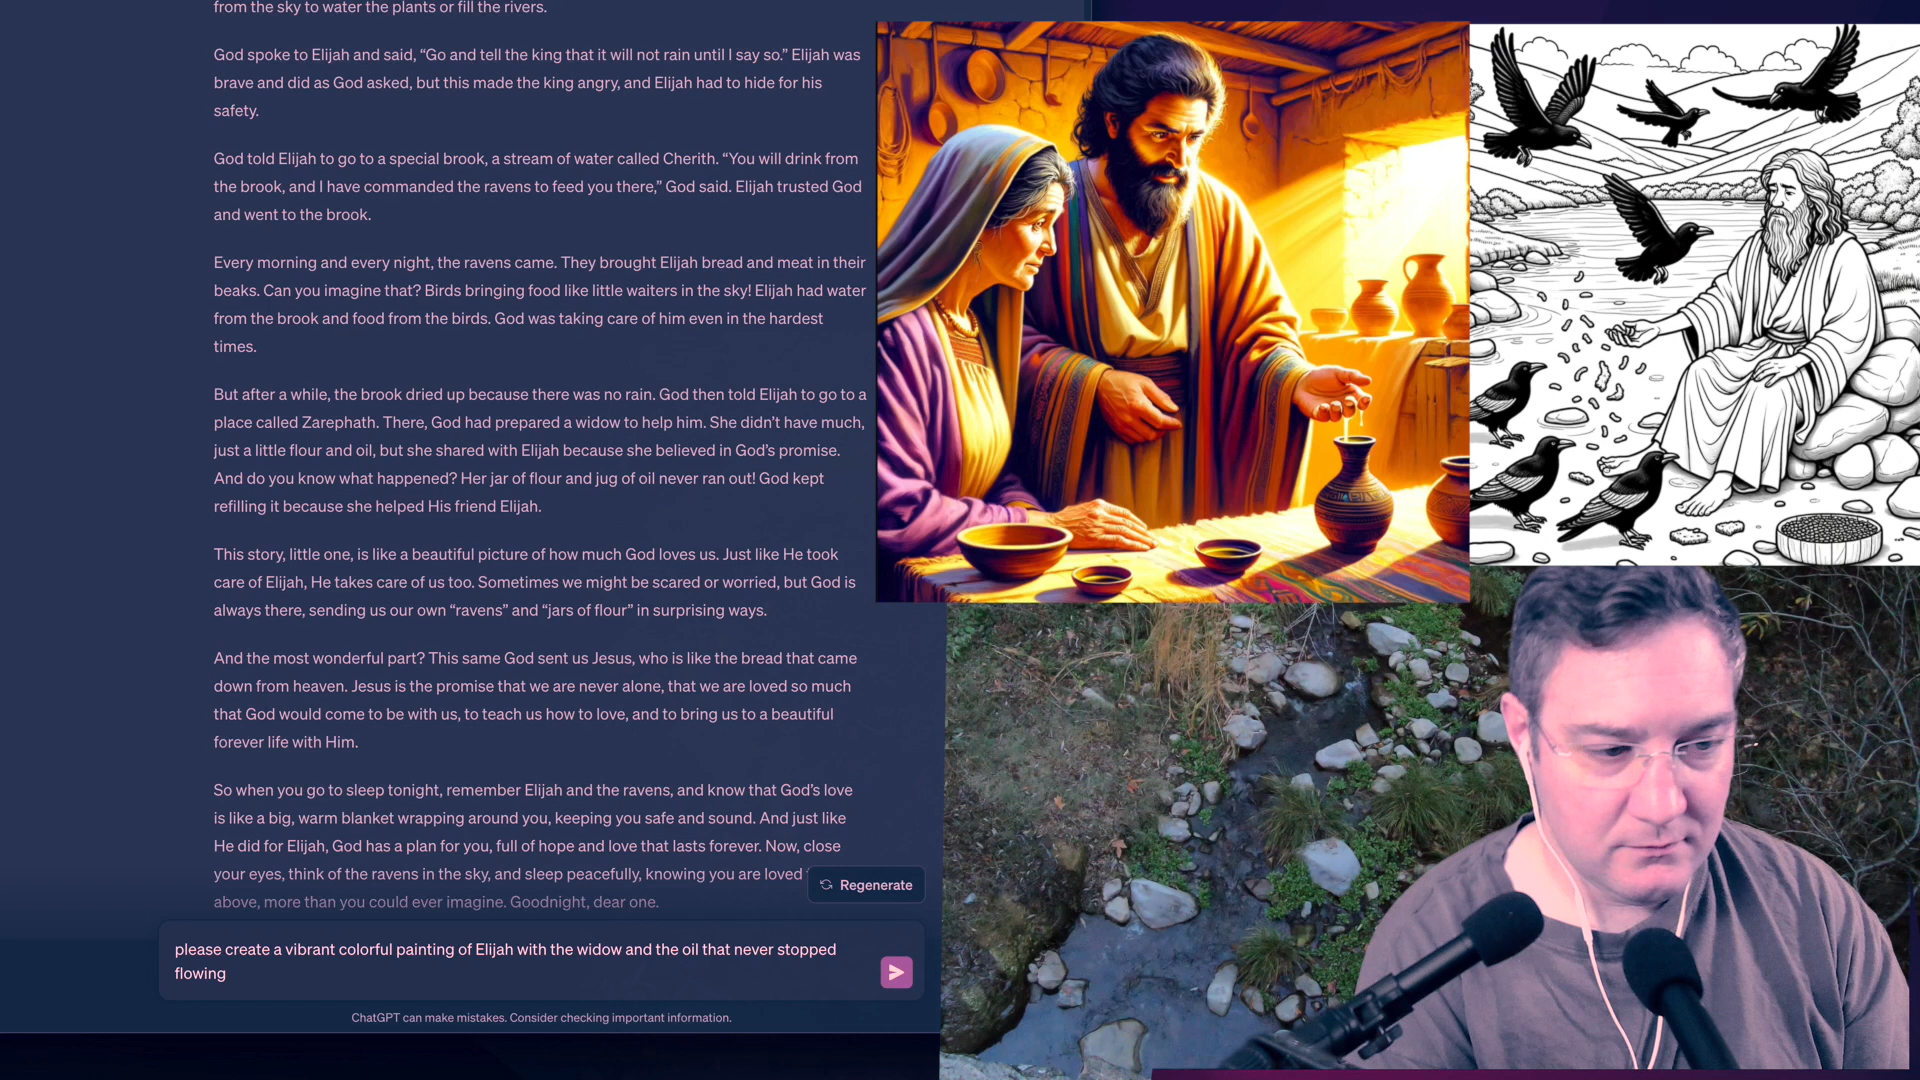 from the sky to water the plants or fill the rivers.
God spoke to Elijah and said, “Go and tell the king that it will not rain until I say so.” Elijah was
brave and did as God asked, but this made the king angry, and Elijah had to hide for his
safety.
God told Elijah to go to a special brook, a stream of water called Cherith. “You will drink from
the brook, and I have commanded the ravens to feed you there,” God said. Elijah trusted God
and went to the brook.
Every morning and every night, the ravens came. They brought Elijah bread and meat in their
beaks. Can you imagine that? Birds bringing food like little waiters in the sky! Elijah had water
from the brook and food from the birds. God was taking care of him even in the hardest
times.
But after a while, the brook dried up because there was no rain. God then told Elijah to go to a
place called Zarephath. There, God had prepared a widow to help him. She didn’t have much,
just a little flour and oil, but she shared with Elijah because she believed in God’s promise.
And do you know what happened? Her jar of flour and jug of oil never ran out! God kept
refilling it because she helped His friend Elijah.
This story, little one, is like a beautiful picture of how much God loves us. Just like He took
care of Elijah, He takes care of us too. Sometimes we might be scared or worried, but God is
always there, sending us our own “ravens” and “jars of flour” in surprising ways.
And the most wonderful part? This same God sent us Jesus, who is like the bread that came
down from heaven. Jesus is the promise that we are never alone, that we are loved so much
that God would come to be with us, to teach us how to love, and to bring us to a beautiful
forever life with Him.
So when you go to sleep tonight, remember Elijah and the ravens, and know that God’s love
is like a big, warm blanket wrapping around you, keeping you safe and sound. And just like
He did for Elijah, God has a plan for you, full of hope and love that lasts forever. Now, close
your eyes, think of the ravens in the sky, and sleep peacefully, knowing you are loved
Regenerate
above, more than you could ever imagine. Goodnight, dear one.
please create a vibrant colorful painting of Elijah with the widow and the oil that never stopped
flowing
ChatGPT can make mistakes. Consider checking important information.